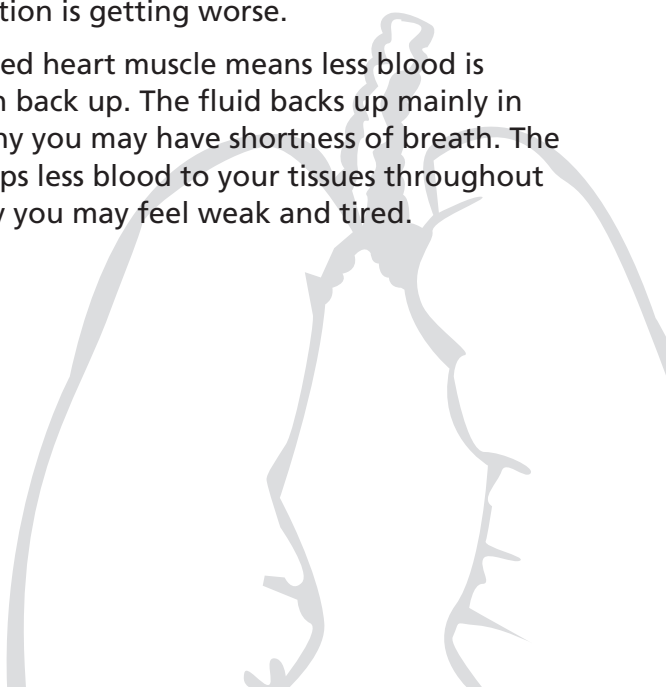 tion is getting worse.
ed heart muscle means less blood is
back up. The fluid backs up mainly in
you may have shortness of breath. The
ps less blood to your tissues throughout
you may feel weak and tired.